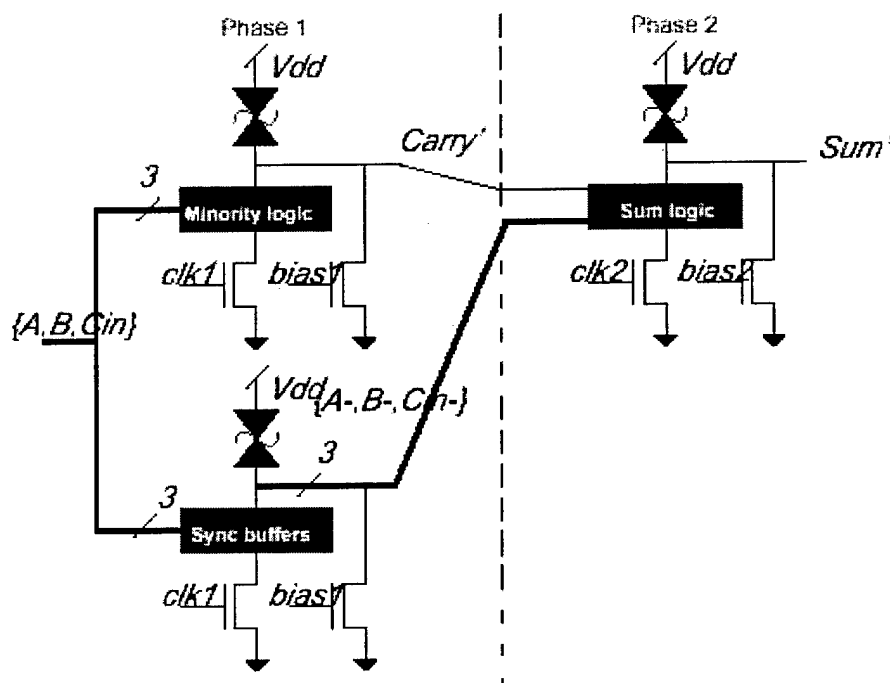 Phase 1
Phase 2
Vdd
Vdd
Carry'
Sum'
3
Minority logic
Sum logic
clk1
bias1
clk2
bias2
{A,B,Cin}
Vdd
{A-,B-,Cin-}
3
3
Sync buffers
clk1
bias1